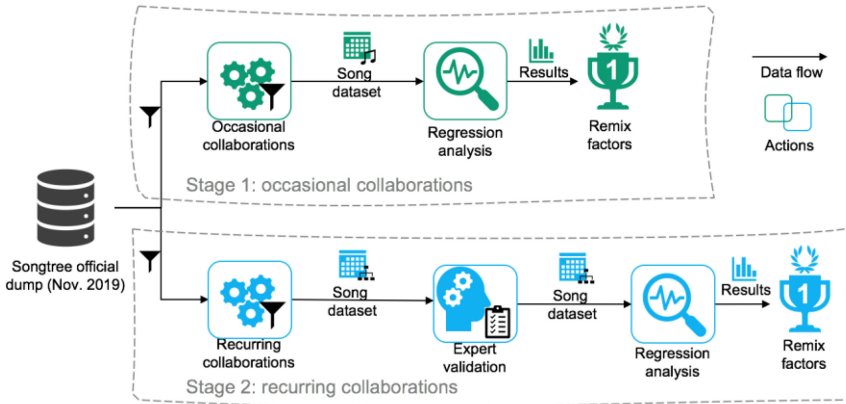 Song
dataset
Results
1
Data flow
Occasional
collaborations
Regression
analysis
Remix
factors
Actions
Stage 1: occasional collaborations
Songtree official
dump (Nov. 2019)
Song
dataset
Song
dataset
Results
1
Recurring
collaborations
Expert
validation
Regression
analysis
Remix
factors
Stage 2: recurring collaborations